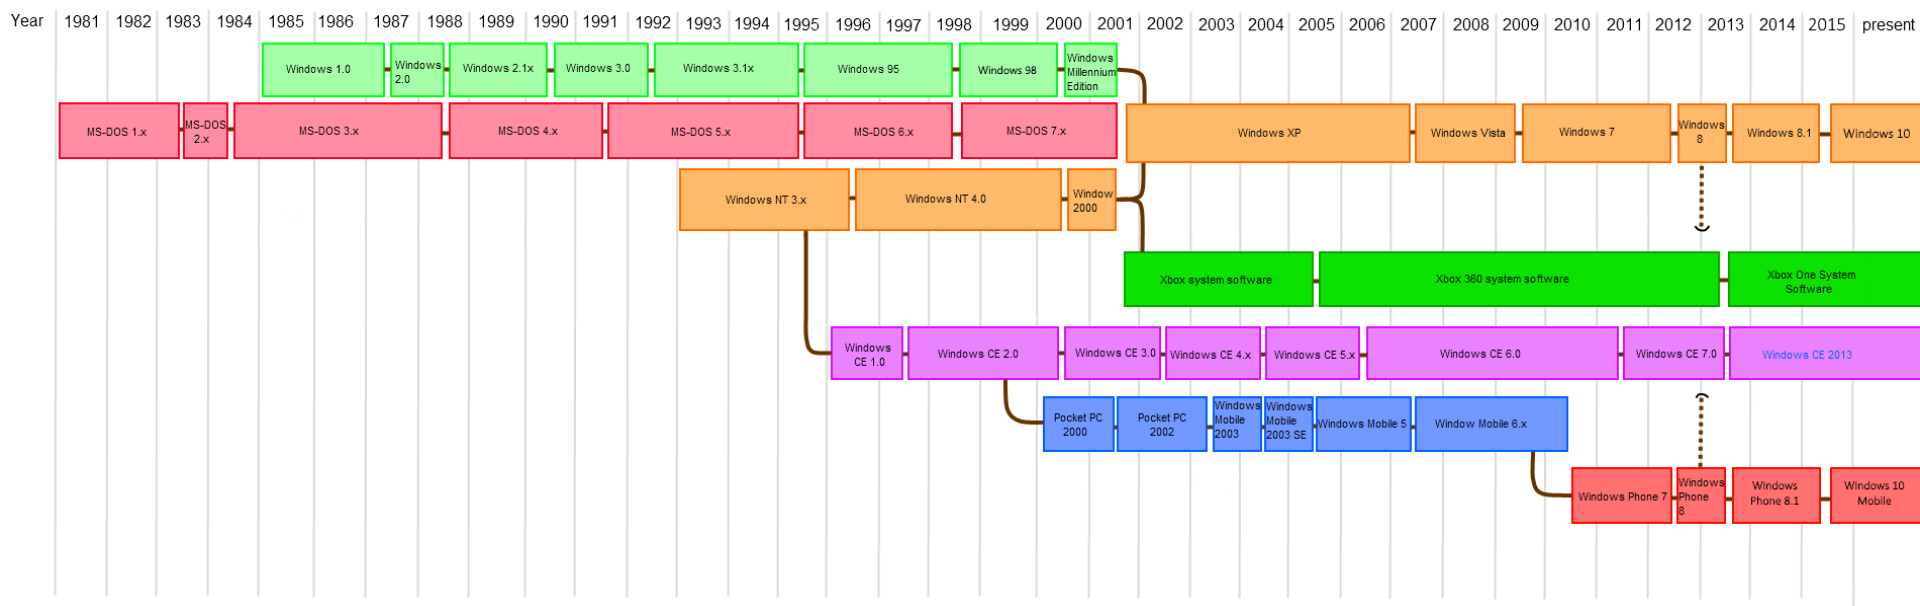 Year 1981 1982 1983 1984 1985 1986 1987 1988 1989 1990 1991 1992 1993 1994 1995 1996 1997 1998 1999 2000 2001 2002 2003 2004 2005 2006 2007 2008 2009 2010 2011 2012 2013 2014 2015 present
Windows 1.0
Windows
2.0
Windows 2.1x
Windows 3.0
Windows 3.1x
Windows 95
Windows 98
Windows
Millennium
Edition
MS-DOS 1.x
MS-DOS
2.x
MS-DOS 3.x
MS-DOS 4.x
MS-DOS 5.x
MS-DOS 6.x
MS-DOS 7.x
Windows XP
Windows Vista
Windows 7
Windows
8
Windows 8.1
Windows 10
Windows NT 3.x
Windows NT 4.0
Window
2000
Xbox system software
Xbox 360 system software
Xbox One System
Software
Windows
CE 1.0
Windows CE 2.0
Windows CE 3.0
Windows CE 4.x
Windows CE 5.x
Windows CE 6.0
Windows CE 7.0
Windows CE 2013
Pocket PC
2000
Pocket PC
2002
Windows
Mobile
2003
Windows
Mobile
2003 SE
Windows Mobile 5
Window Mobile 6.x
Windows Phone 7
Windows
Phone
8
Windows
Phone 8.1
Windows 10
Mobile